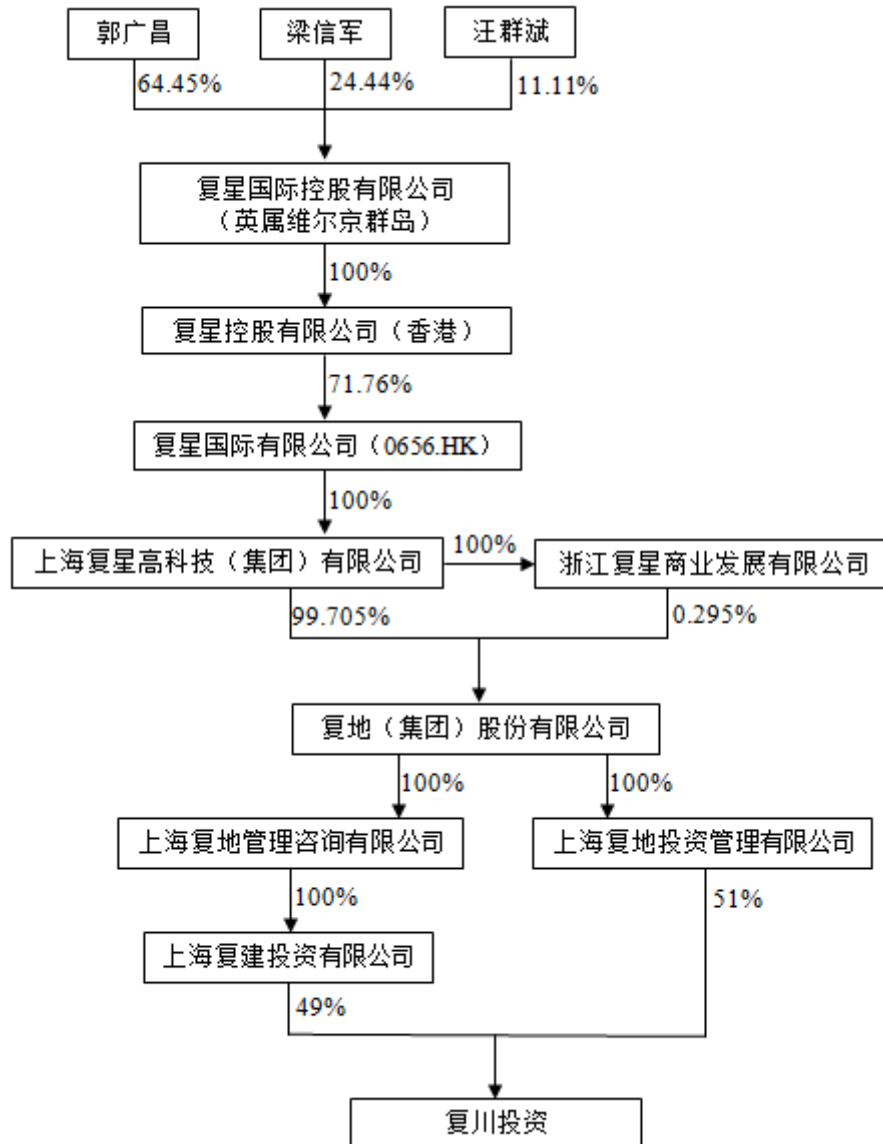 郭广昌
梁信军
汪群斌
64.45%
24.44%
11.11%
复星国际控股有限公司
（英属维尔京群岛）
100%
复星控股有限公司（香港）
71.76%
复星国际有限公司（0656.HK）
100%
上海复星高科技（集团）有限公司
100%
浙江复星商业发展有限公司
99.705%
0.295%
复地（集团）股份有限公司
100%
100%
上海复地管理咨询有限公司
上海复地投资管理有限公司
100%
51%
上海复建投资有限公司
49%
复川投资